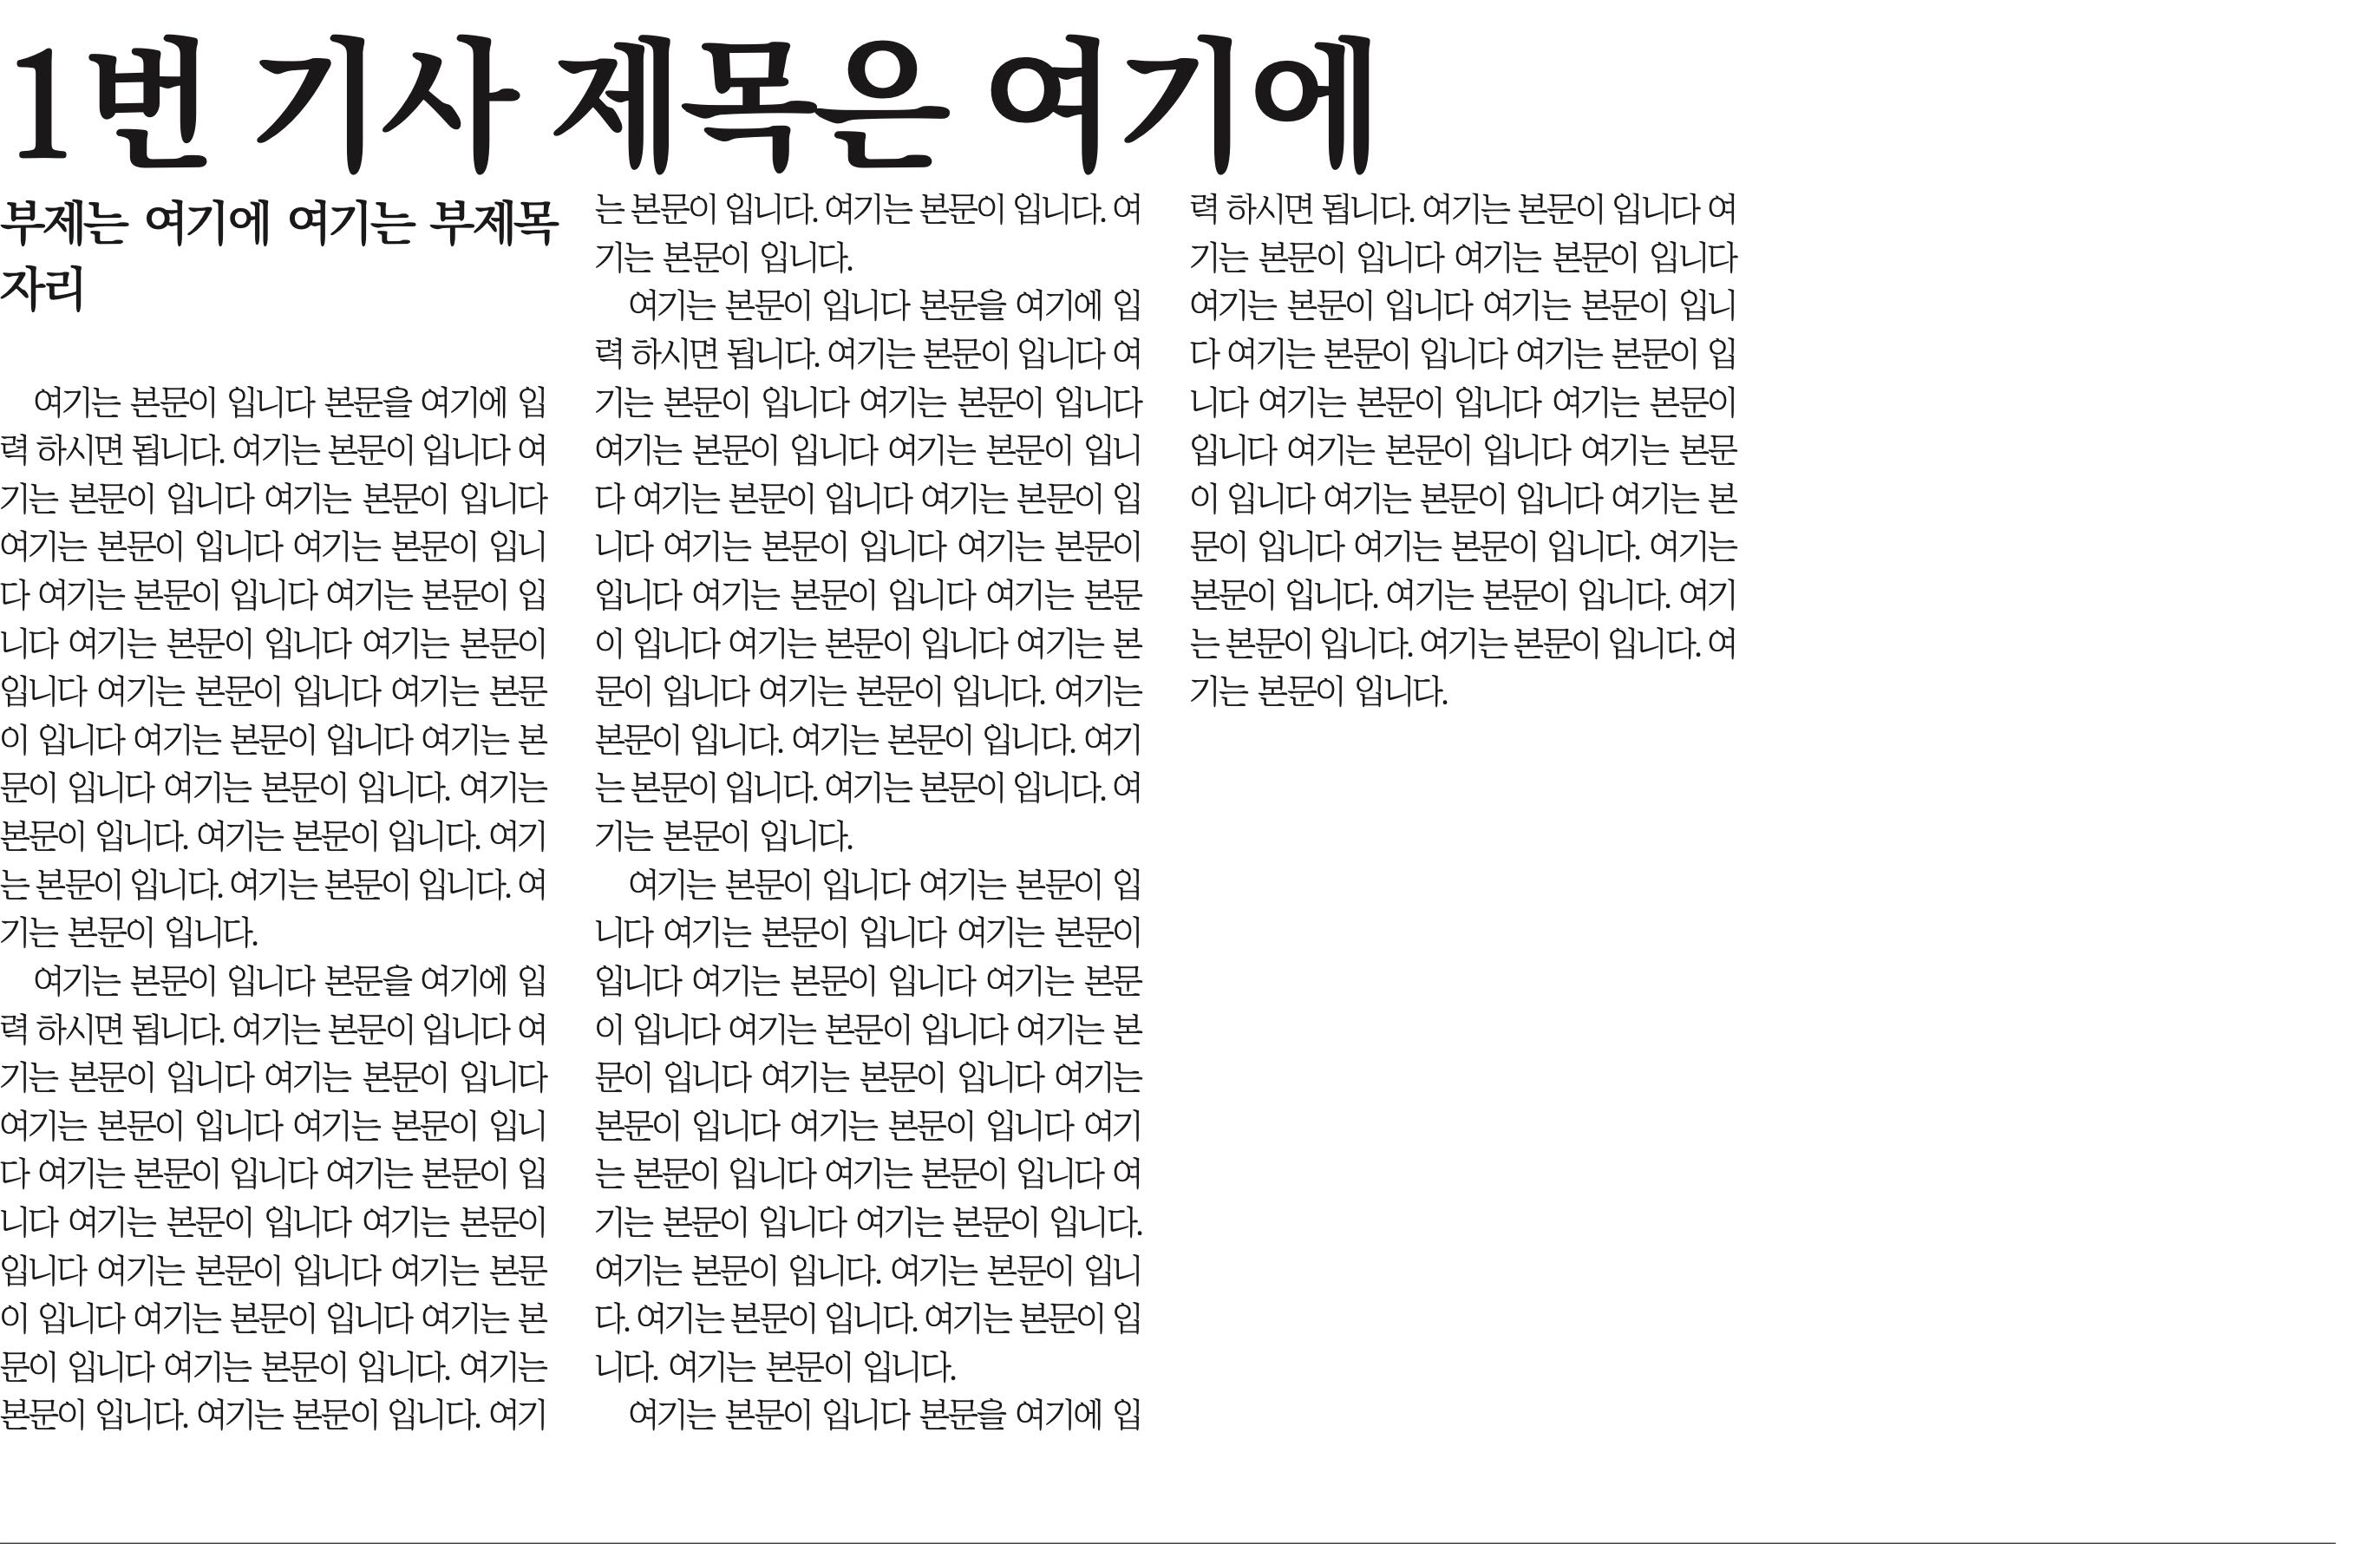 1번 기사 제목은 여기에
부제는 여기에 여기는 부제목
자리
여기는 본문이 입니다 본문을 여기에 입
력 하시면 됩니다. 여기는 본문이 입니다 여
기는 본문이 입니다 여기는 본문이 입니다
여기는 본문이 입니다 여기는 본문이 입니
다 여기는 본문이 입니다 여기는 본문이 입
니다 여기는 본문이 입니다 여기는 본문이
입니다 여기는 본문이 입니다 여기는 본문
이 입니다 여기는 본문이 입니다 여기는 본
문이 입니다 여기는 본문이 입니다. 여기는
본문이 입니다. 여기는 본문이 입니다. 여기
는 본문이 입니다. 여기는 본문이 입니다. 여
기는 본문이 입니다.
여기는 본문이 입니다 본문을 여기에 입
력 하시면 됩니다. 여기는 본문이 입니다 여
기는 본문이 입니다 여기는 본문이 입니다
여기는 본문이 입니다 여기는 본문이 입니
다 여기는 본문이 입니다 여기는 본문이 입
니다 여기는 본문이 입니다 여기는 본문이
입니다 여기는 본문이 입니다 여기는 본문
이 입니다 여기는 본문이 입니다 여기는 본
문이 입니다 여기는 본문이 입니다. 여기는
본문이 입니다. 여기는 본문이 입니다. 여기
는 본문이 입니다. 여기는 본문이 입니다. 여
기는 본문이 입니다.
여기는 본문이 입니다 본문을 여기에 입
력 하시면 됩니다. 여기는 본문이 입니다 여
기는 본문이 입니다 여기는 본문이 입니다
여기는 본문이 입니다 여기는 본문이 입니
다 여기는 본문이 입니다 여기는 본문이 입
니다 여기는 본문이 입니다 여기는 본문이
입니다 여기는 본문이 입니다 여기는 본문
이 입니다 여기는 본문이 입니다 여기는 본
문이 입니다 여기는 본문이 입니다. 여기는
본문이 입니다. 여기는 본문이 입니다. 여기
는 본문이 입니다. 여기는 본문이 입니다. 여
기는 본문이 입니다.
여기는 본문이 입니다 여기는 본문이 입
니다 여기는 본문이 입니다 여기는 본문이
입니다 여기는 본문이 입니다 여기는 본문
이 입니다 여기는 본문이 입니다 여기는 본
문이 입니다 여기는 본문이 입니다 여기는
본문이 입니다 여기는 본문이 입니다 여기
는 본문이 입니다 여기는 본문이 입니다 여
기는 본문이 입니다 여기는 본문이 입니다.
여기는 본문이 입니다. 여기는 본문이 입니
다. 여기는 본문이 입니다. 여기는 본문이 입
니다. 여기는 본문이 입니다.
여기는 본문이 입니다 본문을 여기에 입
력 하시면 됩니다. 여기는 본문이 입니다 여
기는 본문이 입니다 여기는 본문이 입니다
여기는 본문이 입니다 여기는 본문이 입니
다 여기는 본문이 입니다 여기는 본문이 입
니다 여기는 본문이 입니다 여기는 본문이
입니다 여기는 본문이 입니다 여기는 본문
이 입니다 여기는 본문이 입니다 여기는 본
문이 입니다 여기는 본문이 입니다. 여기는
본문이 입니다. 여기는 본문이 입니다. 여기
는 본문이 입니다. 여기는 본문이 입니다. 여
기는 본문이 입니다.